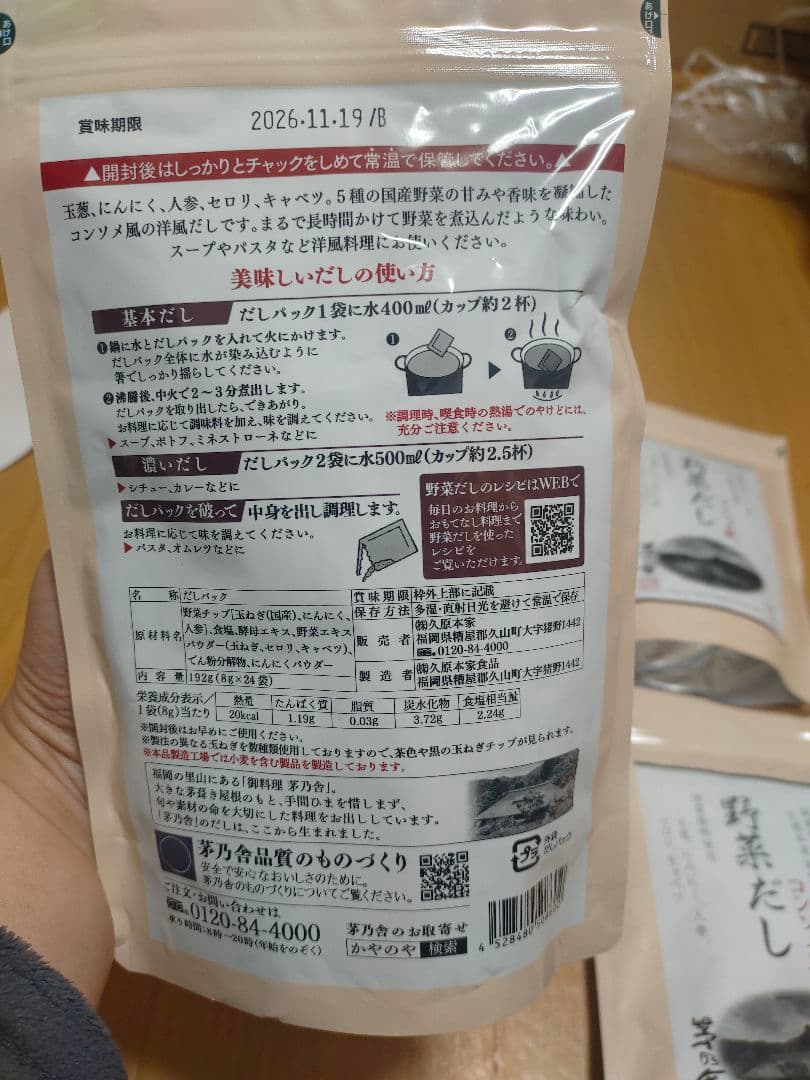 あけ口
あけ口
賞味期限 2026.11.19/B
▲開封後はしっかりとチャックをしめて常温で保管してください。▲
玉葱、にんにく、人参、セロリ、キャベツ。5種の国産野菜の甘みや香味を凝縮した
コンソメ風の洋風だしです。まるで長時間かけて野菜を煮込んだような味わい。
スープやパスタなど洋風料理にお使いください。
美味しいだしの使い方
基本だし だしパック1袋に水400㎖(カップ約2杯)
❶鍋に水とだしパックを入れて火にかけます。
だしパック全体に水が染み込むように
箸でしっかり揺らしてください。
❷沸騰後、中火で2〜3分煮出します。
だしパックを取り出したら、できあがり。
お料理に応じて調味料を加え、味を調えてください。
▶スープ、ポトフ、ミネストローネなどに
❶ ▶ ❷
※調理時、喫食時の熱湯でのやけどには、
充分ご注意ください。
濃いだし だしパック2袋に水500㎖(カップ約2.5杯)
▶シチュー、カレーなどに
だしパックを破って 中身を出し調理します。
お料理に応じて味を調えてください。
▶パスタ、オムレツなどに
野菜だしのレシピはWEBで
毎日のお料理から
おもてなし料理まで
野菜だしを使った
レシピを
ご覧いただけます。
名称 だしパック
原材料名 野菜チップ[玉ねぎ(国産)、にんにく、
人参]、食塩、酵母エキス、野菜エキス
パウダー(玉ねぎ、セロリ、キャベツ)、
でん粉分解物、にんにくパウダー
内容量 192g(8g×24袋)
賞味期限 枠外上部に記載
保存方法 多湿・直射日光を避けて常温で保存
販売者 ㈱久原本家
福岡県糟屋郡久山町大字猪野1442
0120-84-4000
製造者 ㈱久原本家食品
福岡県糟屋郡久山町大字猪野1442
栄養成分表示/
1袋(8g)当たり
熱量 たんぱく質 脂質 炭水化物 食塩相当量
20kcal 1.19g 0.03g 3.72g 2.24g
※開封後はお早めにご使用ください。
※製法の異なる玉ねぎを数種類使用しておりますので、茶色や黒の玉ねぎチップが見られます。
※本品製造工場では小麦を含む製品を製造しております。
福岡の里山にある「御料理 茅乃舎」。
大きな茅葺き屋根のもと、手間ひまを惜しまず、
旬や素材の命を大切にした料理をお出ししています。
「茅乃舎」のだしは、ここから生まれました。
茅乃舎品質のものづくり
安全で安心なおいしさのために。
茅乃舎のものづくりについてご覧ください。
プラ
外袋
だしパック
ご注文・お問い合わせは
0120-84-4000
承り時間:8時〜20時(年始をのぞく)
茅乃舎のお取寄せ
かやのや 検索
4 528480
野菜だし
野菜だし